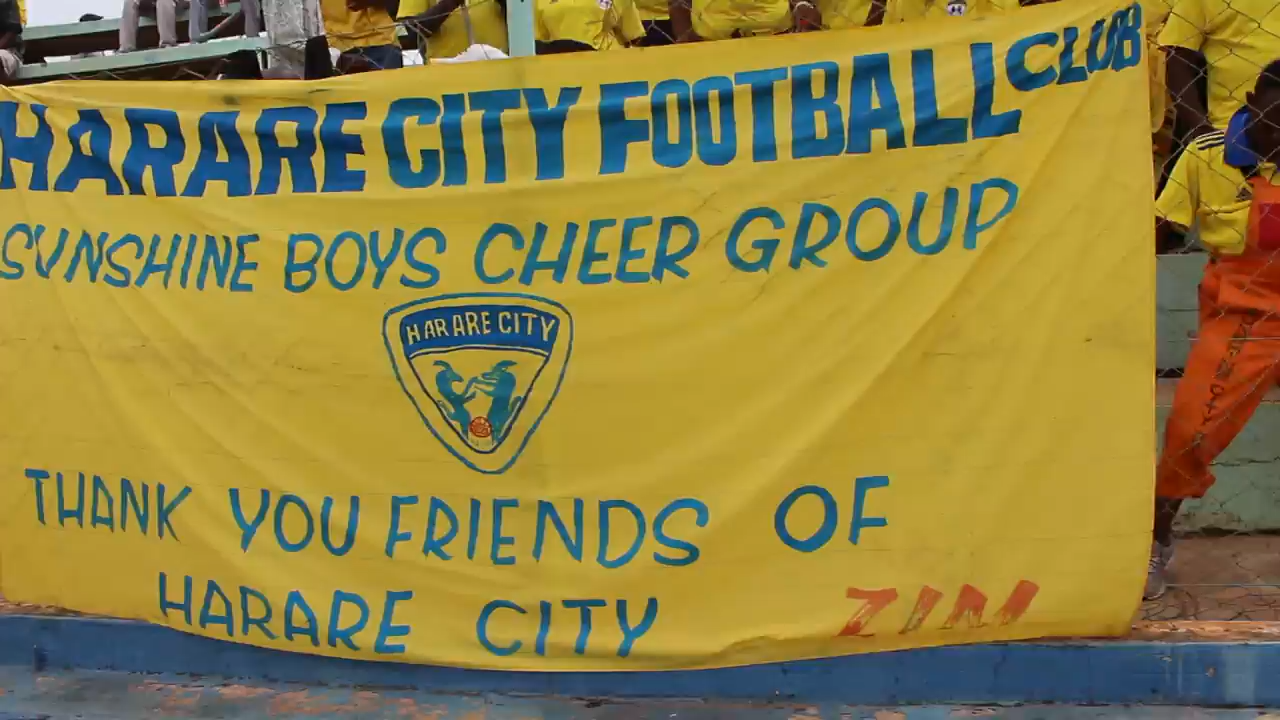 HARARE CITY FOOTBALL CLUB
SUNSHINE BOYS CHEER GROUP
HARARE CITY
THANK YOU FRIENDS OF
HARARE CITY ZIM